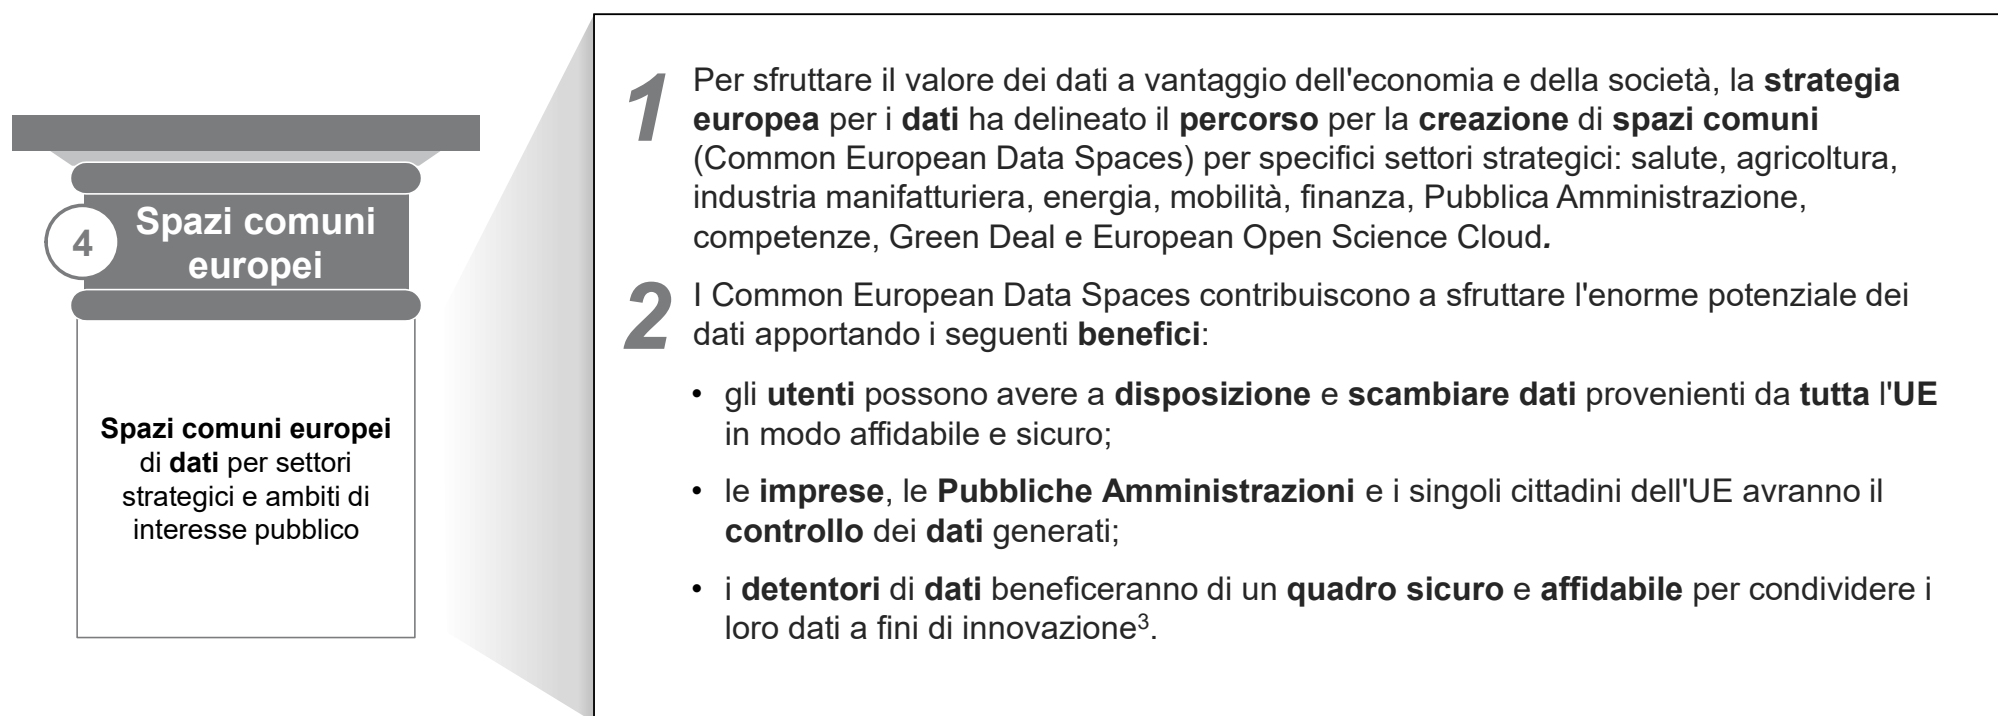 4
Spazi comuni
europei
Spazi comuni europei
di dati per settori
strategici e ambiti di
interesse pubblico
1
Per sfruttare il valore dei dati a vantaggio dell'economia e della società, la strategia
europea per i dati ha delineato il percorso per la creazione di spazi comuni
(Common European Data Spaces) per specifici settori strategici: salute, agricoltura,
industria manifatturiera, energia, mobilità, finanza, Pubblica Amministrazione,
competenze, Green Deal e European Open Science Cloud.
2
I Common European Data Spaces contribuiscono a sfruttare l'enorme potenziale dei
dati apportando i seguenti benefici:
• gli utenti possono avere a disposizione e scambiare dati provenienti da tutta l'UE
in modo affidabile e sicuro;
• le imprese, le Pubbliche Amministrazioni e i singoli cittadini dell'UE avranno il
controllo dei dati generati;
• i detentori di dati beneficeranno di un quadro sicuro e affidabile per condividere i
loro dati a fini di innovazione³.